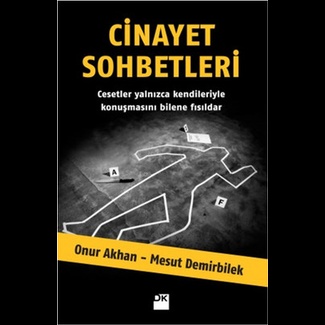 CİNAYET
SOHBETLERİ
Cesetler yalnızca kendileriyle
konuşmasını bilene fısıldar
A
F
Onur Akhan – Mesut Demirbilek
DK